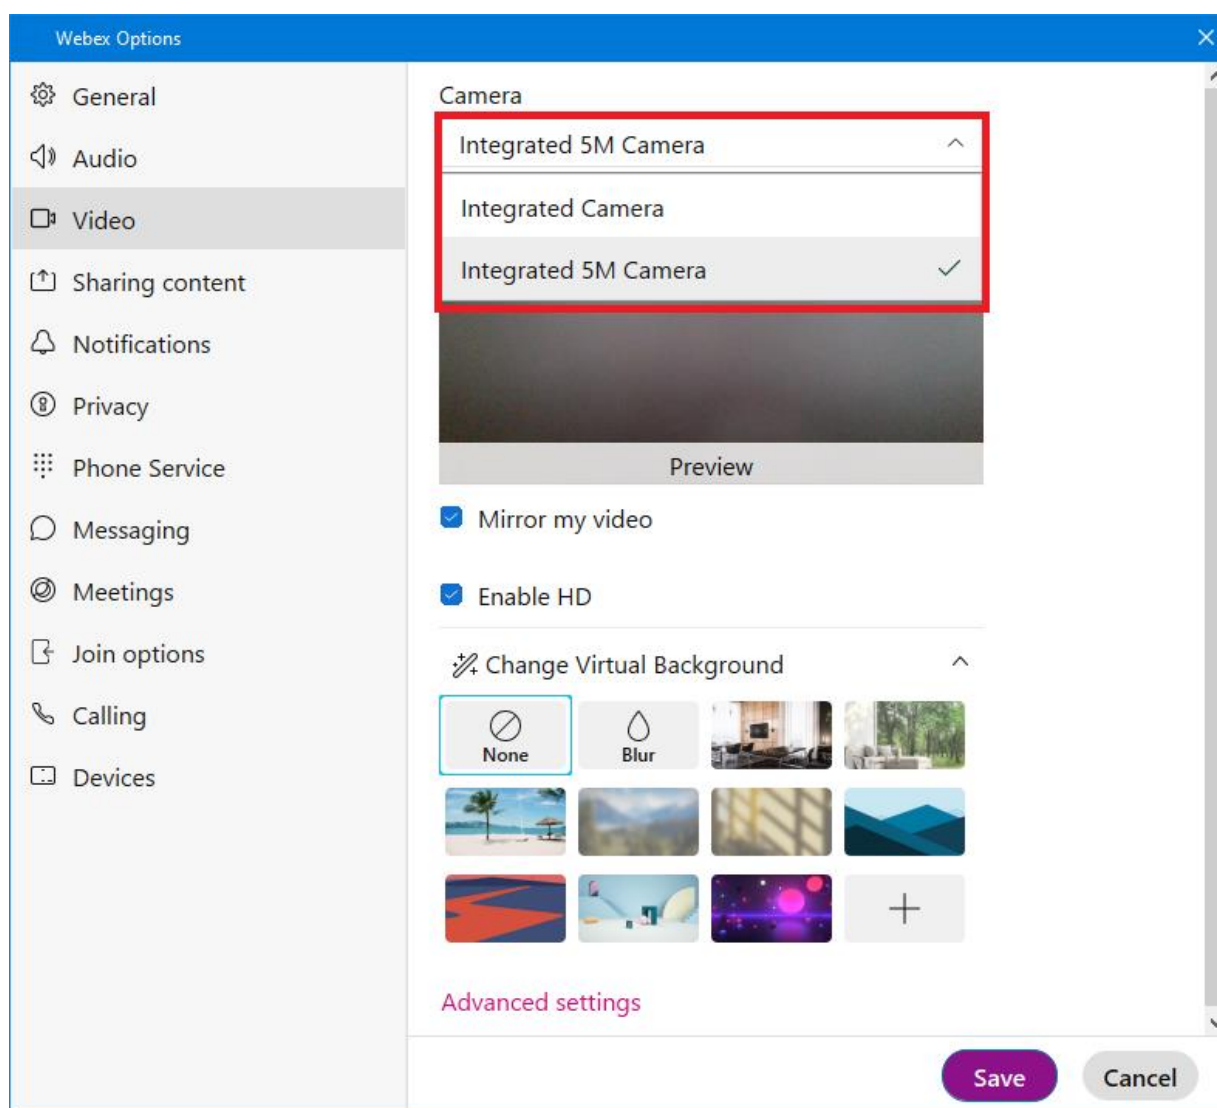 Webex Options
General
Audio
Video
Sharing content
Notifications
Privacy
Phone Service
Messaging
Meetings
Join options
Calling
Devices
Camera
Integrated 5M Camera
Integrated Camera
Integrated 5M Camera
Preview
Mirror my video
Enable HD
Change Virtual Background
None
Blur
Advanced settings
Save
Cancel